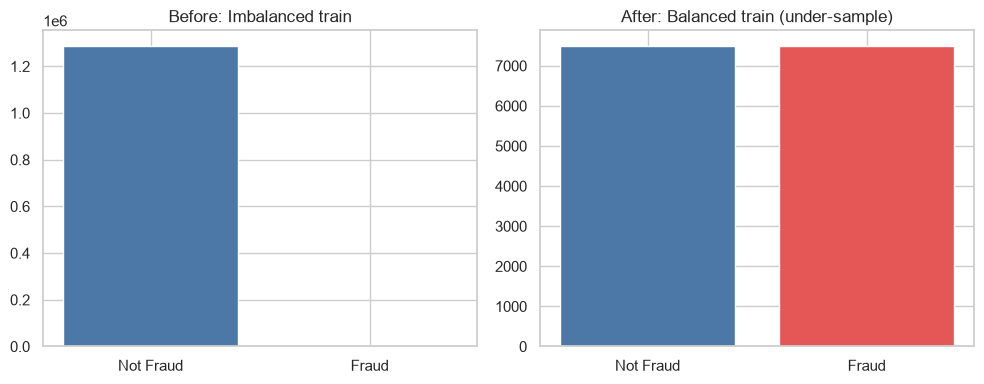 Before: Imbalanced train
1e6
1.2
1.0
0.8
0.6
0.4
0.2
0.0
Not Fraud
Fraud
After: Balanced train (under-sample)
7000
6000
5000
4000
3000
2000
1000
0
Not Fraud
Fraud